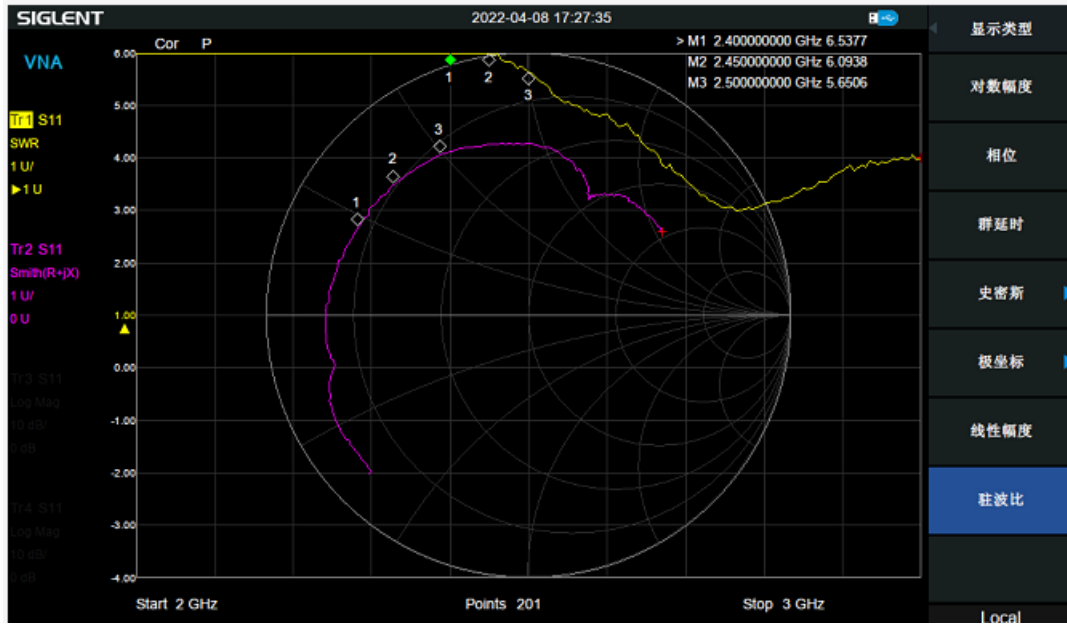 SIGLENT
2022-04-08 17:27:35
VNA
Cor P
> M1 2.400000000 GHz 6.5377
M2 2.450000000 GHz 6.0938
M3 2.500000000 GHz 5.6506
Tr1 S11
SWR
1 U/
▶1 U
Tr2 S11
Smith(R+jX)
1 U/
0 U
Tr3 S11
Log Mag
10 dB/
0 dB
Tr4 S11
Log Mag
10 dB/
0 dB
6.00
5.00
4.00
3.00
2.00
1.00
0.00
-1.00
-2.00
-3.00
-4.00
1
2
3
1
2
3
Start 2 GHz
Points 201
Stop 3 GHz
显示类型
对数幅度
相位
群延时
史密斯
极坐标
线性幅度
驻波比
Local